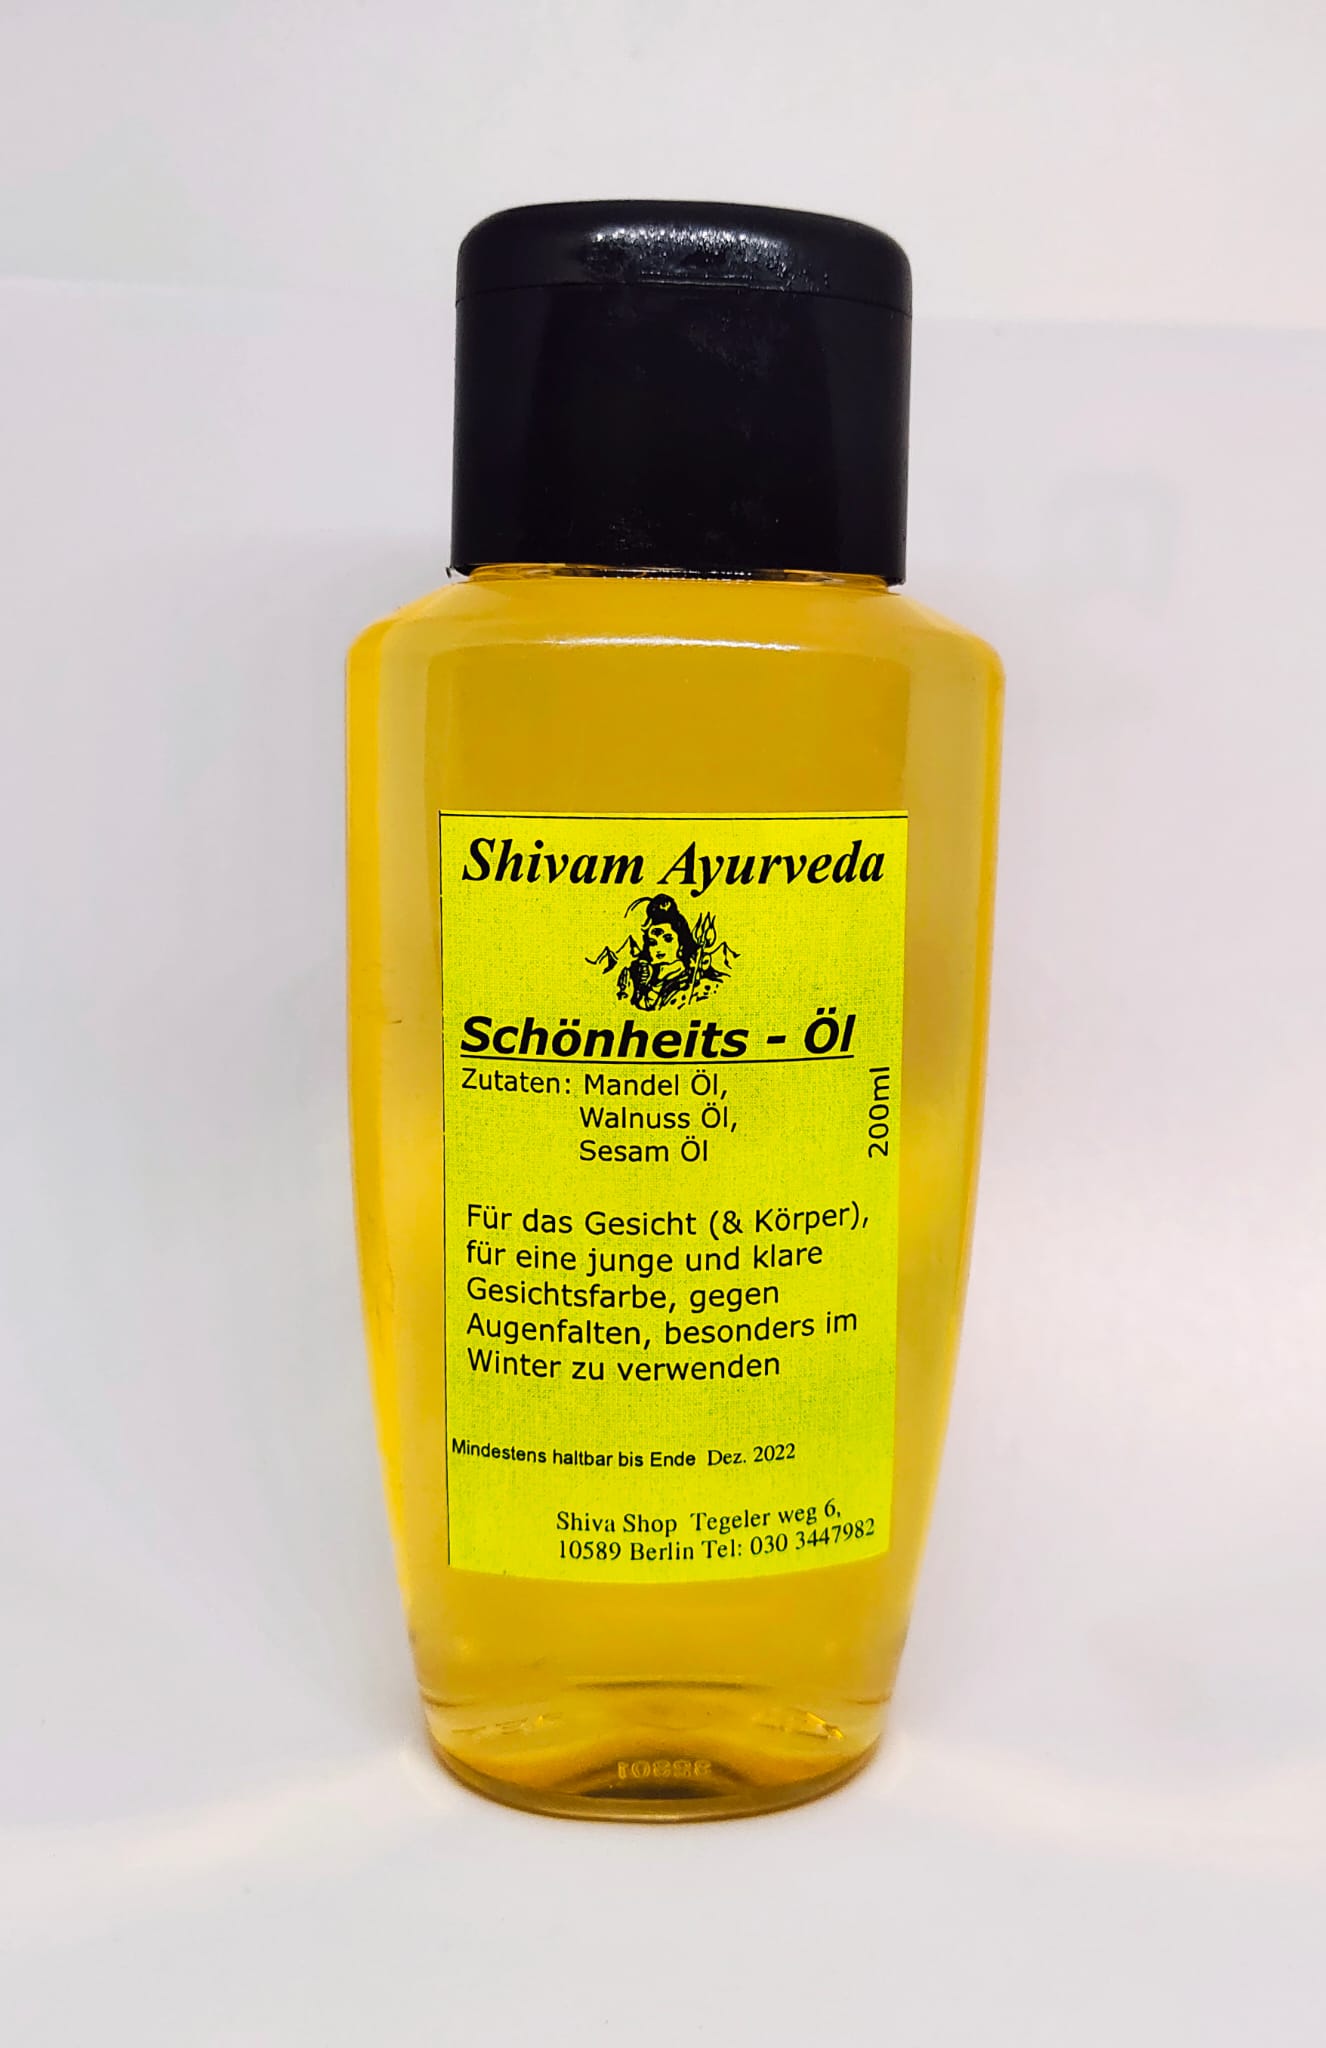 Shivam Ayurveda
Schönheits - Öl
Zutaten: Mandel Öl,
Walnuss Öl,
Sesam Öl
200ml
Für das Gesicht (& Körper),
für eine junge und klare
Gesichtsfarbe, gegen
Augenfalten, besonders im
Winter zu verwenden
Mindestens haltbar bis Ende Dez. 2022
Shiva Shop Tegeler weg 6,
10589 Berlin Tel: 030 3447982